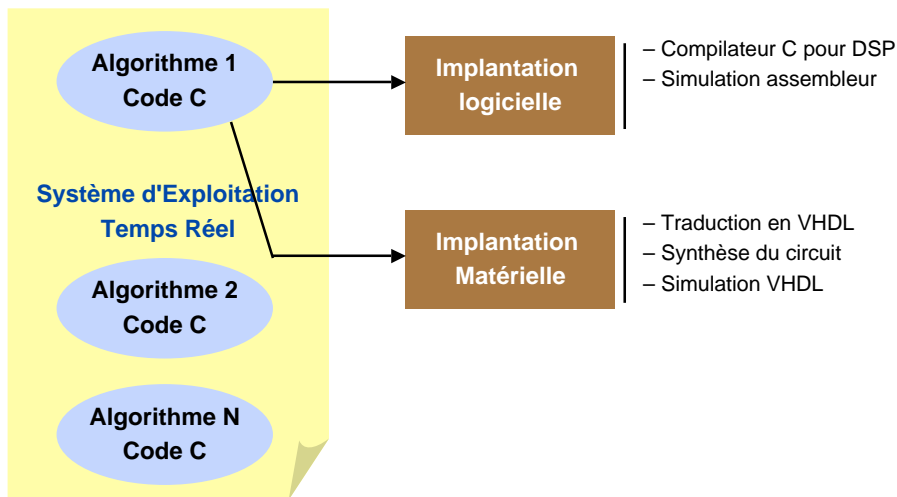 Algorithme 1
Code C
Système d'Exploitation
Temps Réel
Algorithme 2
Code C
Algorithme N
Code C
Implantation
logicielle
– Compilateur C pour DSP
– Simulation assembleur
Implantation
Matérielle
– Traduction en VHDL
– Synthèse du circuit
– Simulation VHDL